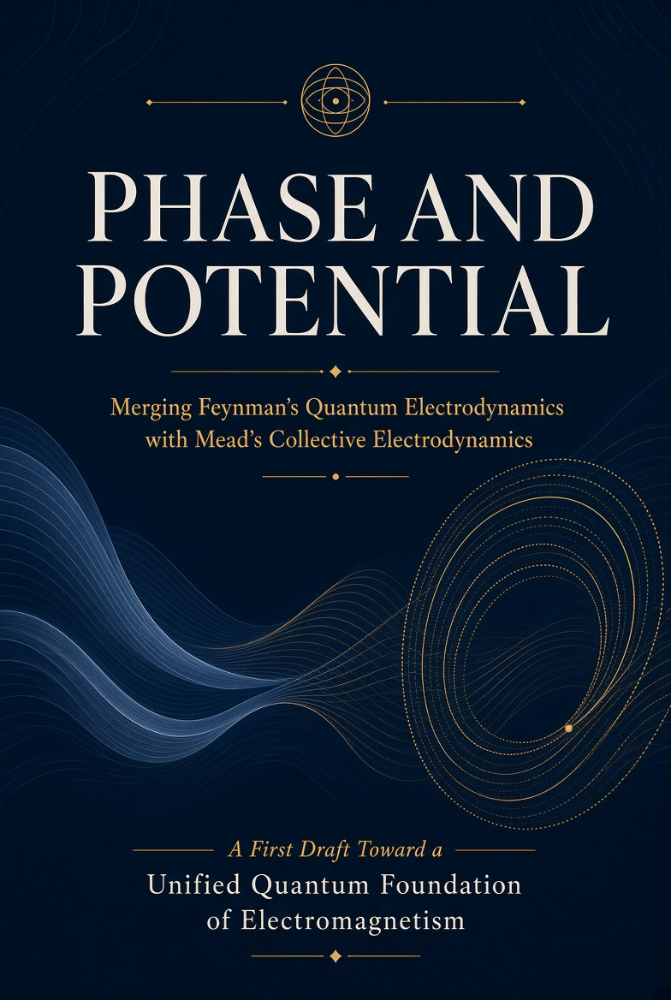 PHASE AND
POTENTIAL
Merging Feynman’s Quantum Electrodynamics
with Mead’s Collective Electrodynamics
A First Draft Toward a
Unified Quantum Foundation
of Electromagnetism